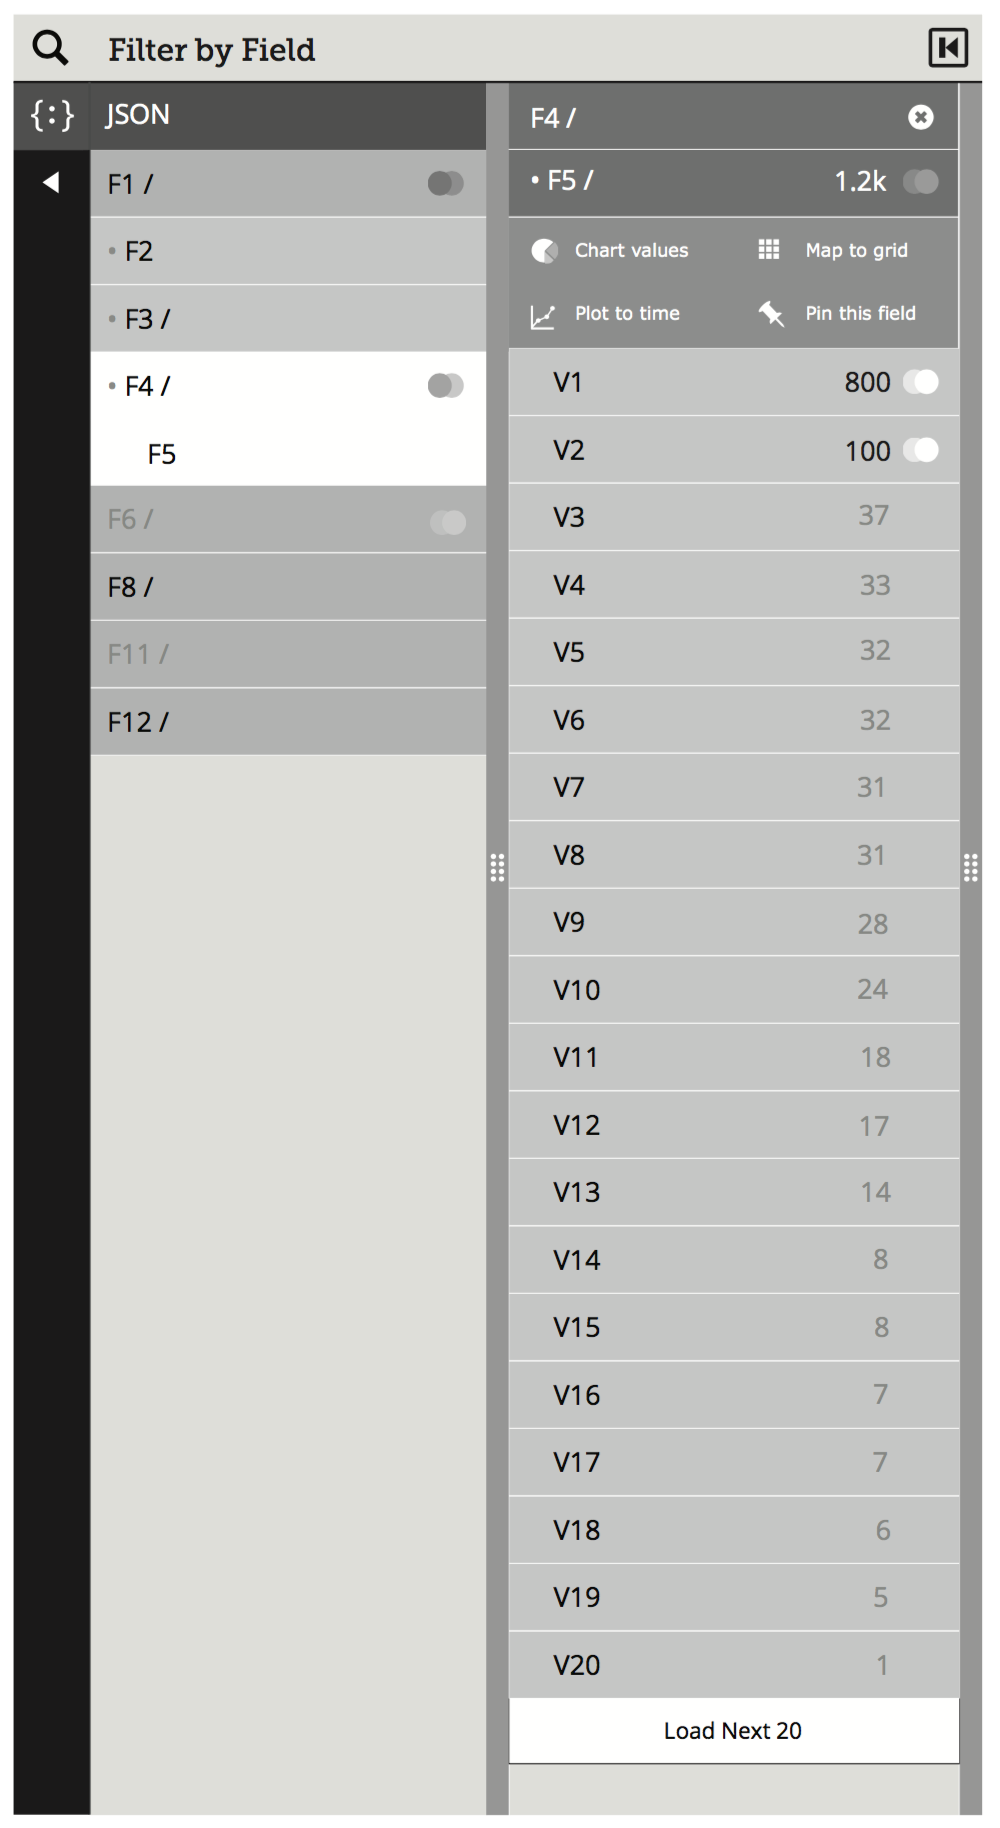 Filter by Field
{:} JSON
F1 /
• F2
• F3 /
• F4 /
F5
F6 /
F8 /
F11 /
F12 /
F4 /
• F5 / 1.2k
Chart values Map to grid
Plot to time Pin this field
V1 800
V2 100
V3 37
V4 33
V5 32
V6 32
V7 31
V8 31
V9 28
V10 24
V11 18
V12 17
V13 14
V14 8
V15 8
V16 7
V17 7
V18 6
V19 5
V20 1
Load Next 20